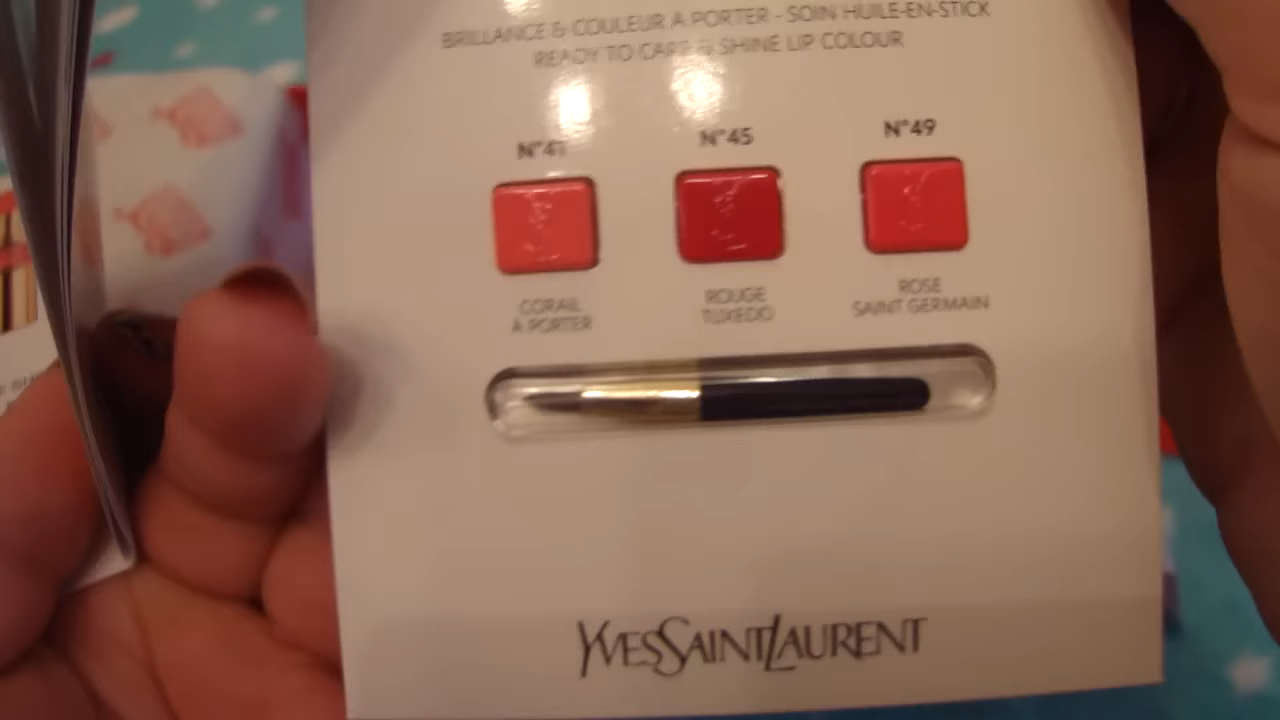 BRILLANCE & COULEUR A PORTER - SOIN HUILE-EN-STICK
READY TO CARE & SHINE LIP COLOUR
N°41 N°45 N°49
CORAIL A PORTER
ROUGE TUXEDO
ROSE SAINT GERMAIN
YVESSAINTLAURENT